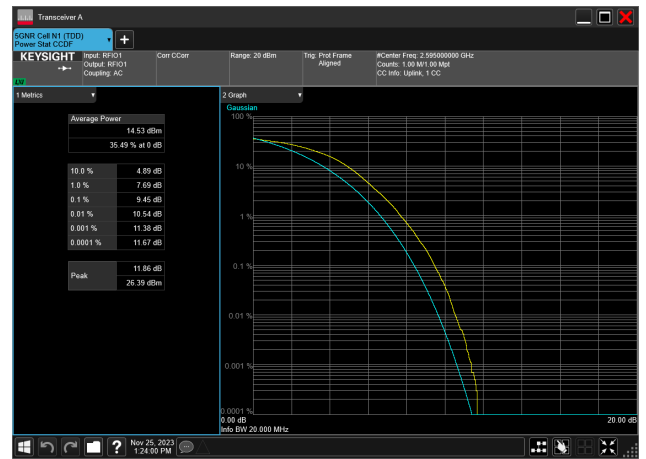 Transceiver A
5GNR Cell N1 (TDD)
Power Stat CCDF
KEYSIGHT
LW
Input: RFIO1
Output: RFIO1
Coupling: AC
Corr CCorr
Range: 20 dBm
Trig: Prot Frame
Aligned
#Center Freq: 2.595000000 GHz
Counts: 1.00 M/1.00 Mpt
CC Info: Uplink, 1 CC
1 Metrics
Average Power
14.53 dBm
35.49 % at 0 dB
10.0 % 4.89 dB
1.0 % 7.69 dB
0.1 % 9.45 dB
0.01 % 10.54 dB
0.001 % 11.38 dB
0.0001 % 11.67 dB
Peak
11.86 dB
26.39 dBm
2 Graph
Gaussian
100 %
10 %
1 %
0.1 %
0.01 %
0.001 %
0.0001 %
0.00 dB 20.00 dB
Info BW 20.000 MHz
?
Nov 25, 2023
1:24:00 PM